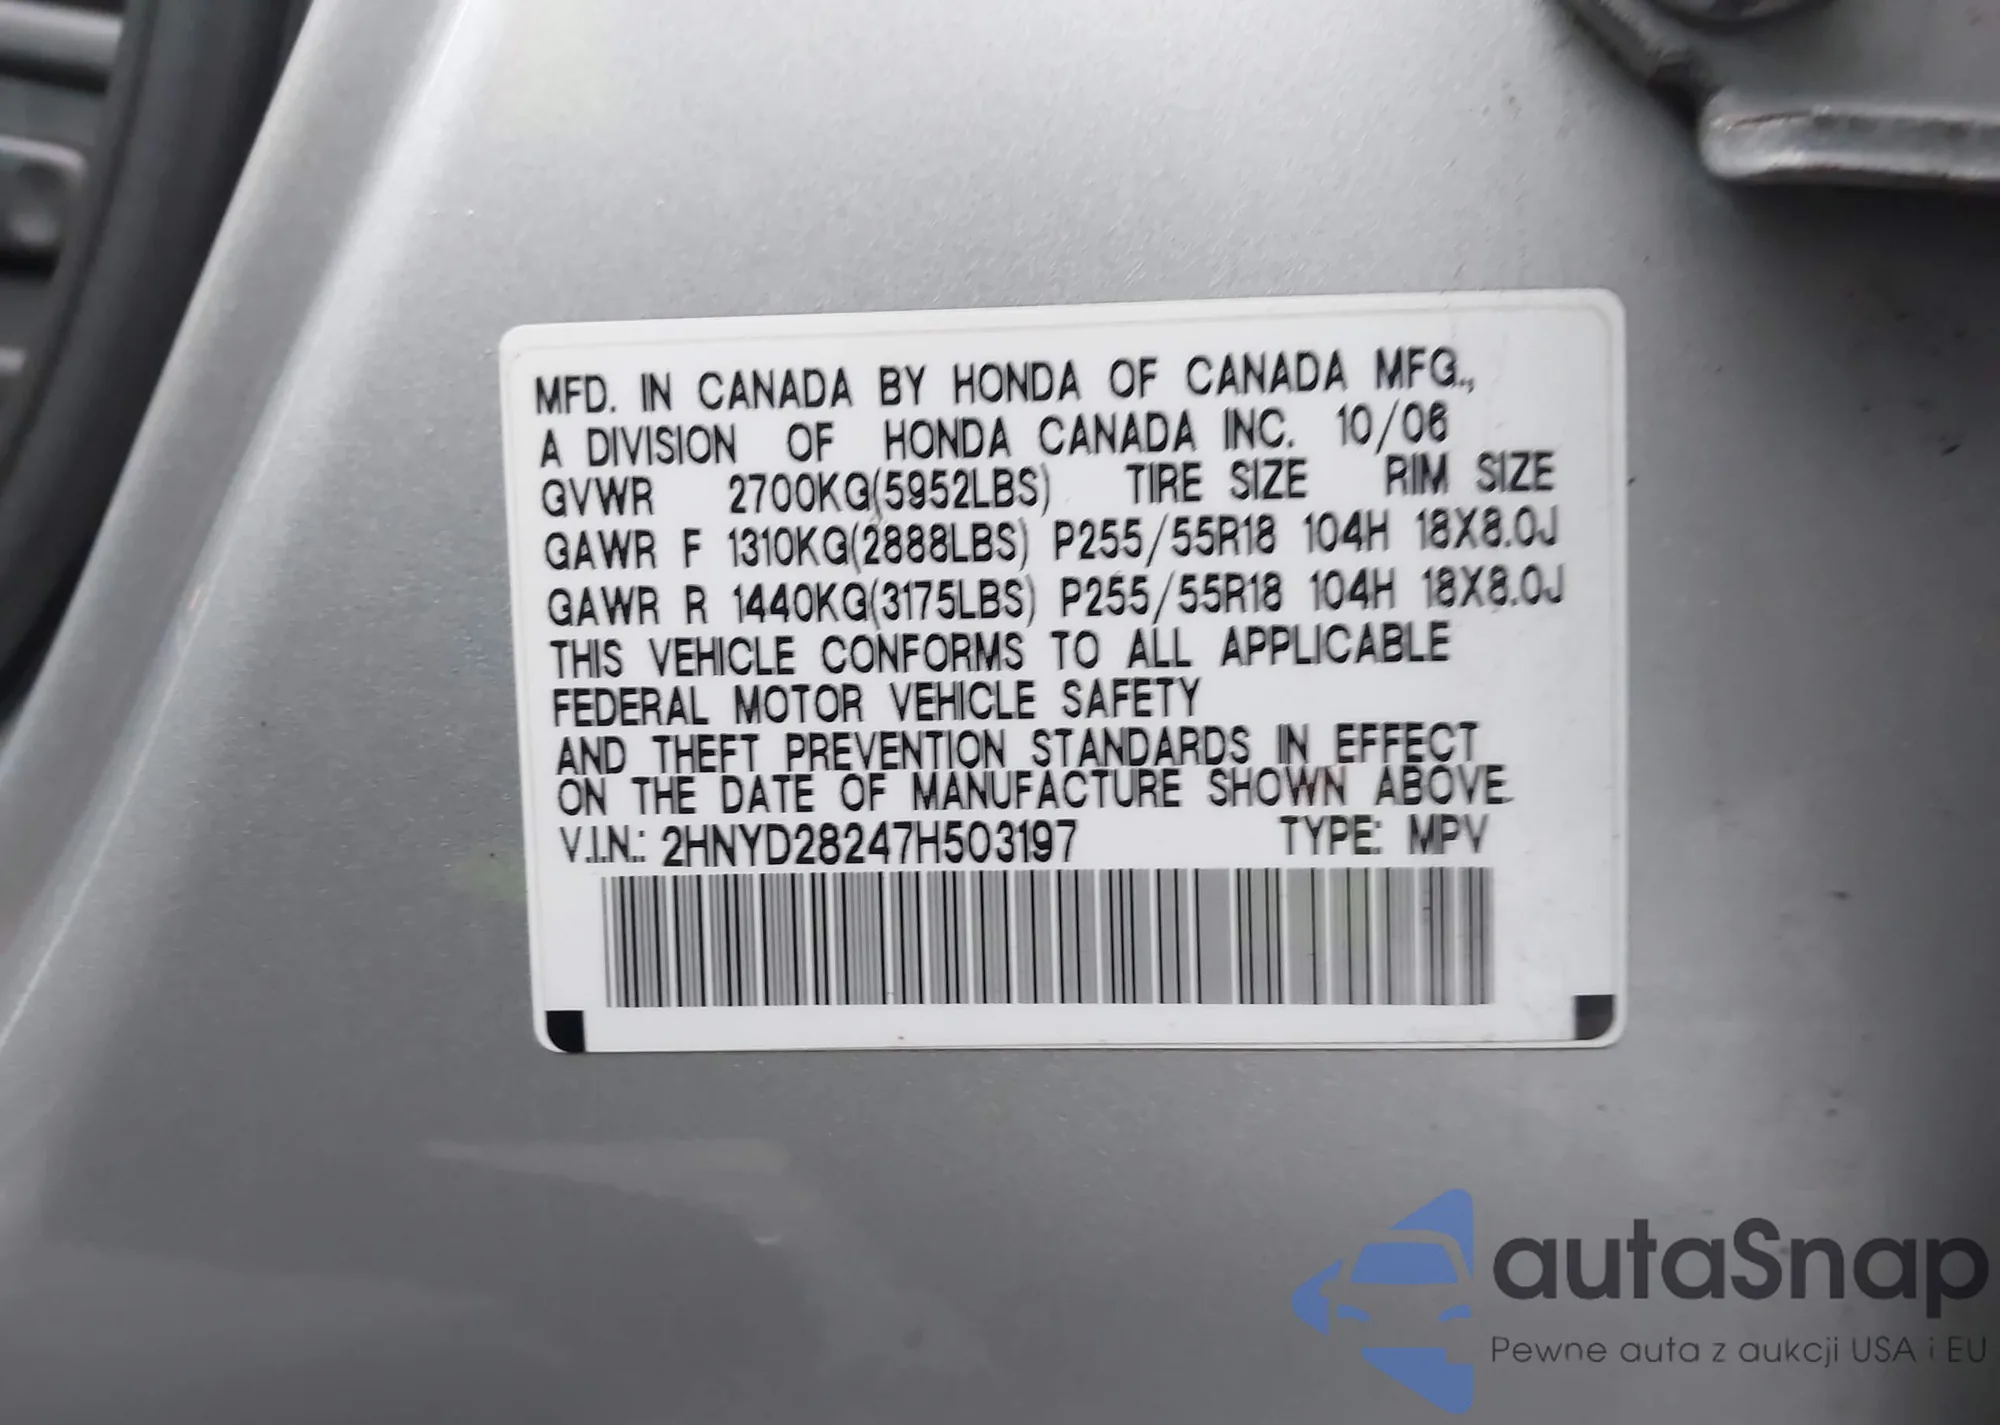 MFD. IN CANADA BY HONDA OF CANADA MFG.,
A DIVISION OF HONDA CANADA INC. 10/06
GVWR 2700KG(5952LBS) TIRE SIZE RIM SIZE
GAWR F 1310KG(2888LBS) P255/55R18 104H 18X8.0J
GAWR R 1440KG(3175LBS) P255/55R18 104H 18X8.0J
THIS VEHICLE CONFORMS TO ALL APPLICABLE
FEDERAL MOTOR VEHICLE SAFETY
AND THEFT PREVENTION STANDARDS IN EFFECT
ON THE DATE OF MANUFACTURE SHOWN ABOVE.
V.I.N.: 2HNYD28247H503197 TYPE: MPV
autaSnap
Pewne auta z aukcji USA i EU